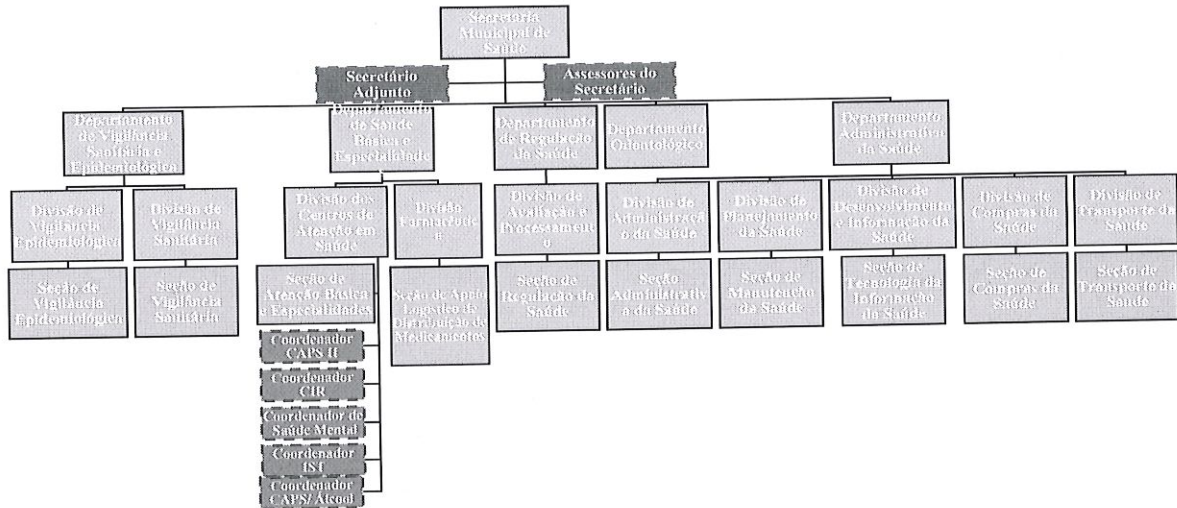 Secretaria
Municipal de
Saúde
Secretário
Adjunto
Assessores do
Secretário
Departamento
de Vigilância
Sanitária e
Epidemiológica
Departamento
de Saúde
Básica e
Especialidade
Departamento
de Regulação
da Saúde
Departamento
Odontológico
Departamento
Administrativo
da Saúde
Divisão de
Vigilância
Epidemiológica
Divisão de
Vigilância
Sanitária
Divisão dos
Centros de
Atenção em
Saúde
Divisão
Farmacêutic
a
Divisão de
Avaliação e
Processament
o
Divisão de
Administraçã
o da Saúde
Divisão de
Planejamento
da Saúde
Divisão de
Desenvolvimento
e Informação da
Saúde
Divisão de
Compras da
Saúde
Divisão de
Transporte da
Saúde
Seção de
Vigilância
Epidemiológica
Seção de
Vigilância
Sanitária
Seção de
Atenção Básica
e Especialidades
Seção de Apoio
Logístico de
Distribuição de
Medicamentos
Seção de
Regulação da
Saúde
Seção
Administrativ
a da Saúde
Seção de
Manutenção da
Saúde
Seção de
Tecnologia da
Informação
da Saúde
Seção de
Compras da
Saúde
Seção de
Transporte da
Saúde
Coordenador
CAPS II
Coordenador
CIR
Coordenador de
Saúde Mental
Coordenador
IST
Coordenador
CAPS/ Álcool